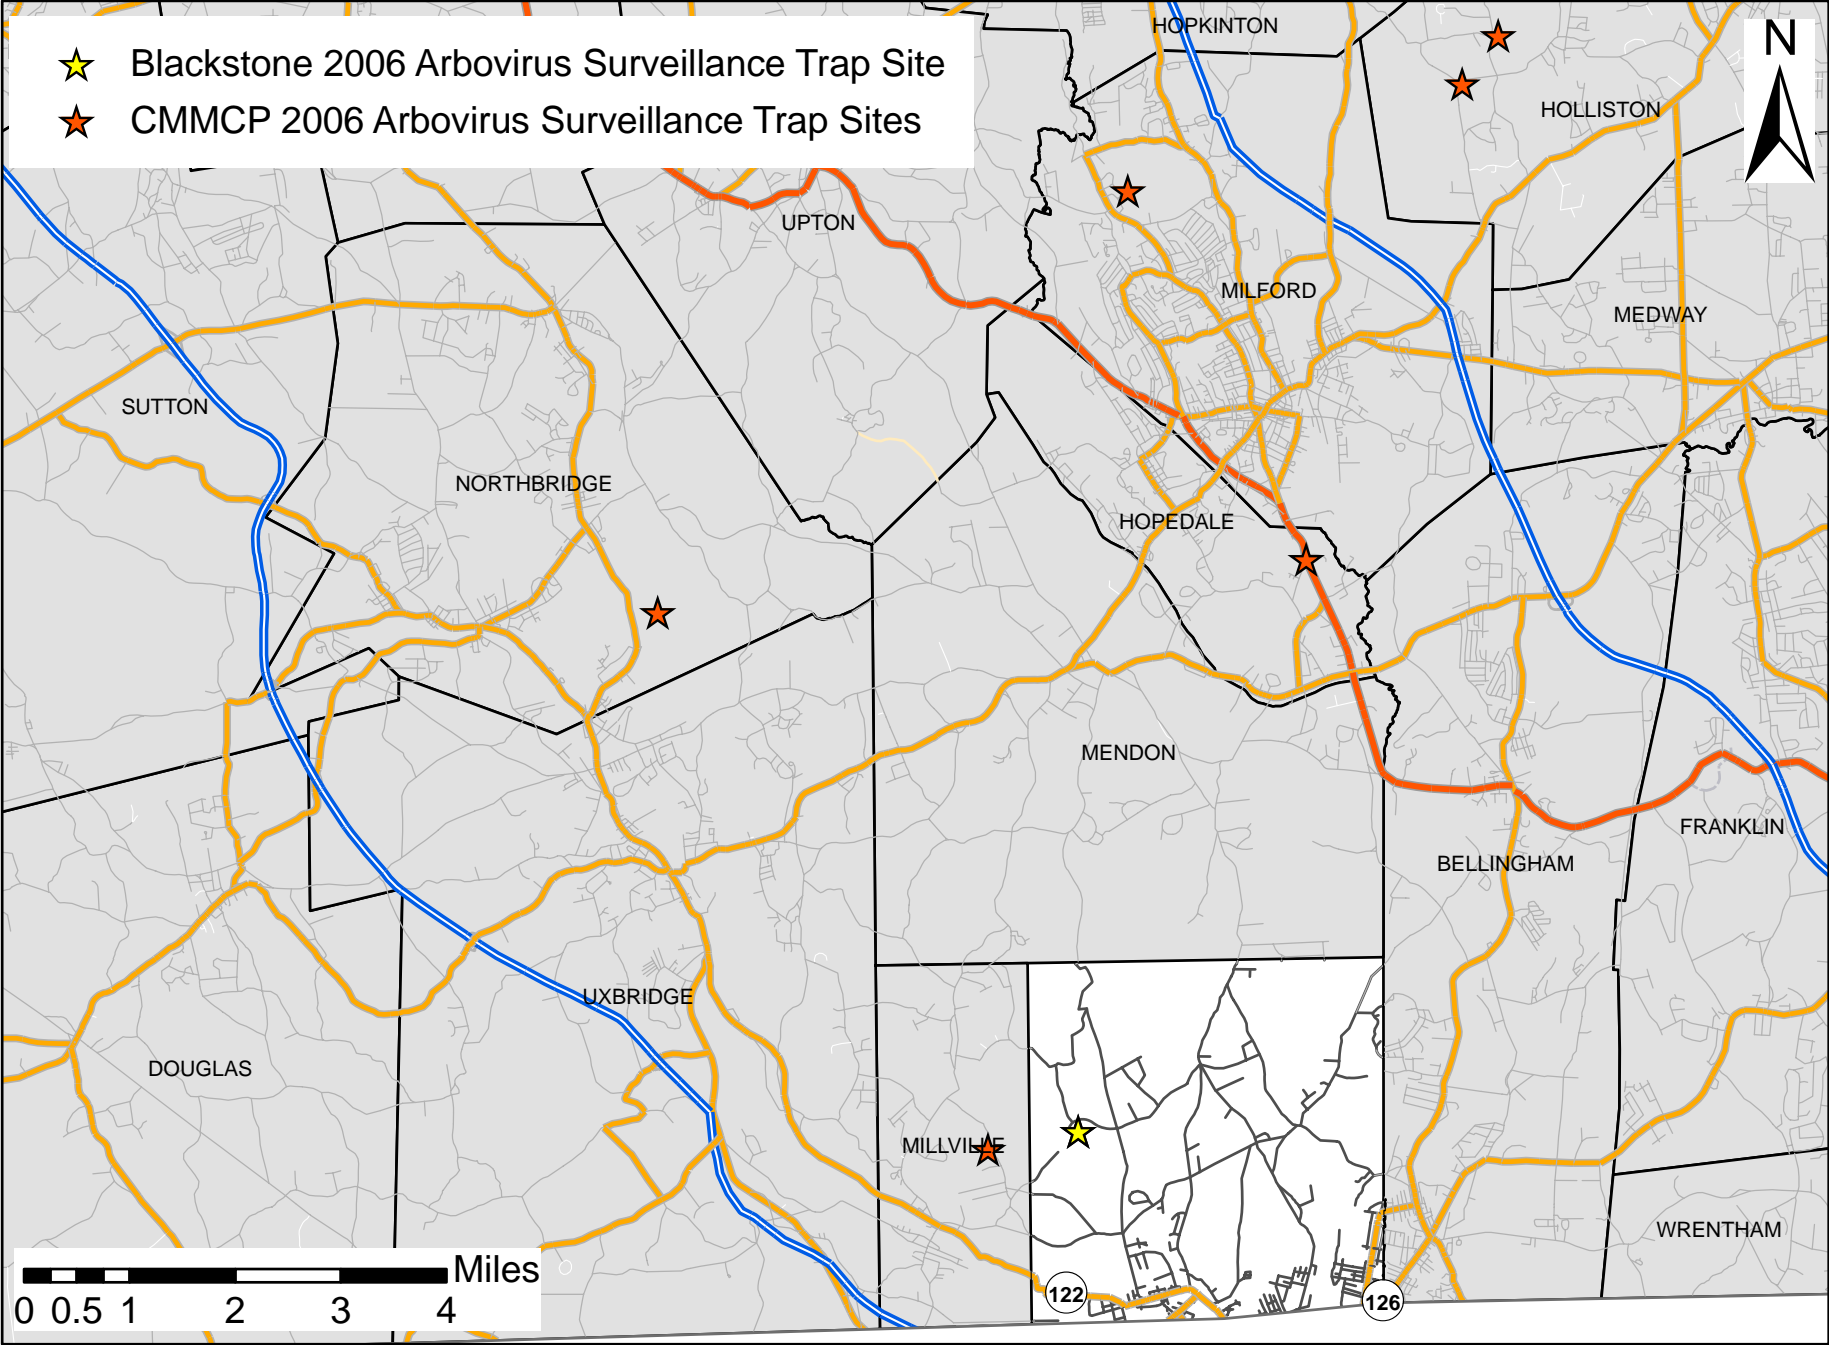 HOPKINTON
Blackstone 2006 Arbovirus Surveillance Trap Site
CMMCP 2006 Arbovirus Surveillance Trap Sites
N
HOLLISTON
UPTON
MILFORD
MEDWAY
SUTTON
NORTHBRIDGE
HOPEDALE
MENDON
FRANKLIN
BELLINGHAM
UXBRIDGE
DOUGLAS
MILLVILLE
WRENTHAM
Miles
0 0.5 1 2 3 4
122
126